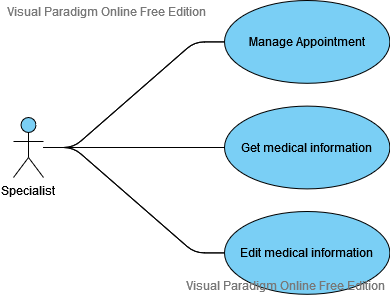 Visual Paradigm Online Free Edition
Manage Appointment
Get medical information
Specialist
Edit medical information
Visual Paradigm Online Free Edition